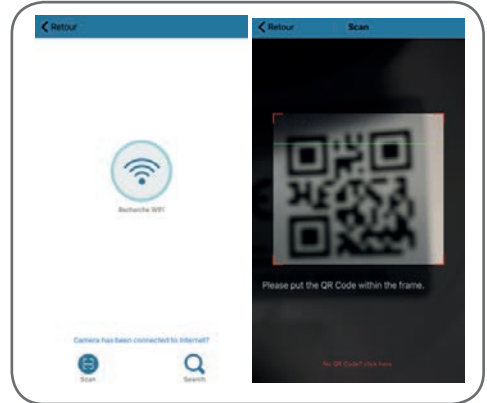 Retour
Recherche WIFI
Camera has been connected to Internet?
Scan
Search
Retour
Scan
Please put the QR Code within the frame.
No QR Code? click here